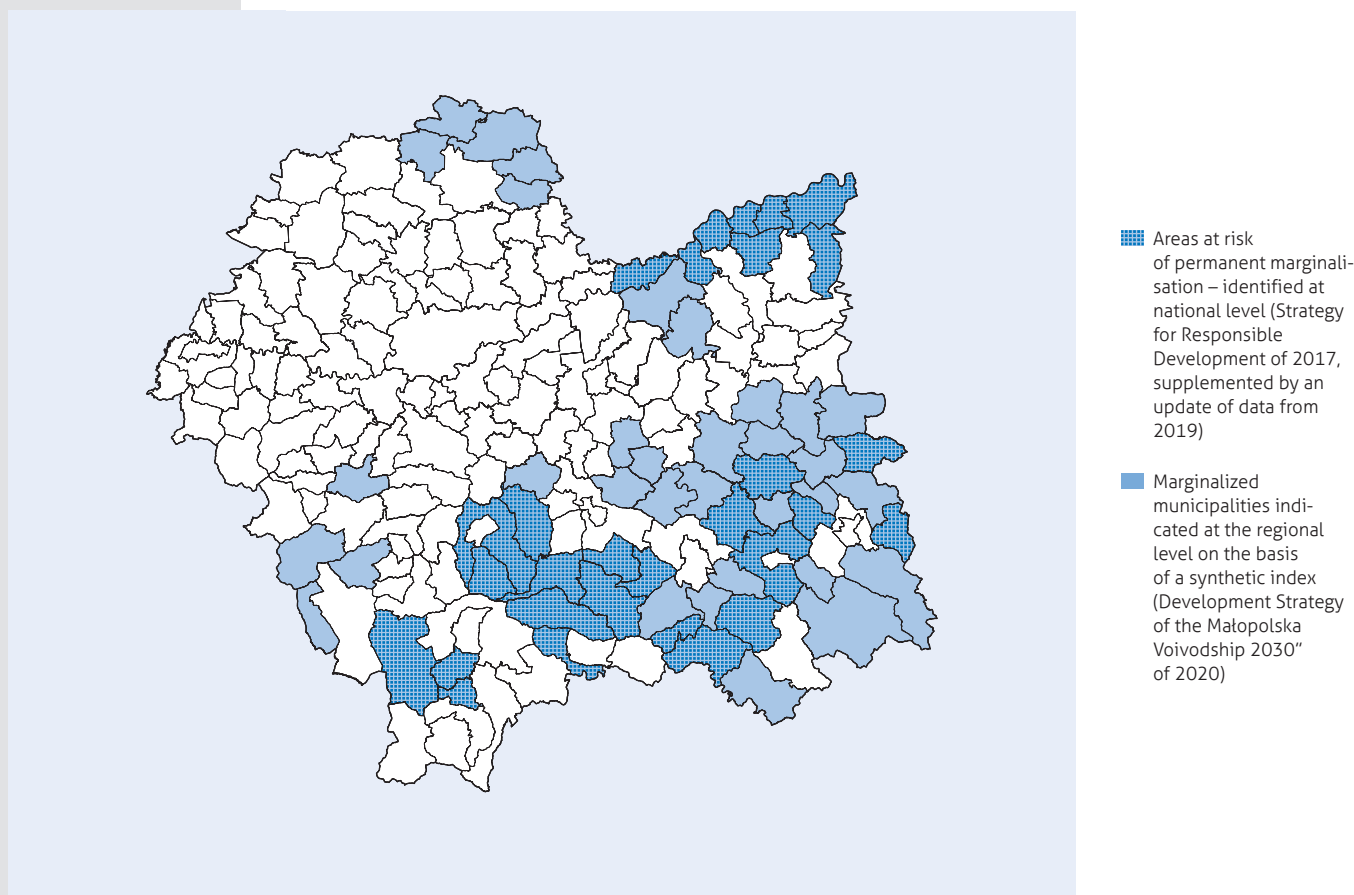 Areas at risk
of permanent marginali-
sation – identified at
national level (Strategy
for Responsible
Development of 2017,
supplemented by an
update of data from
2019)
Marginalized
municipalities indi-
cated at the regional
level on the basis
of a synthetic index
(Development Strategy
of the Małopolska
Voivodship 2030”
of 2020)